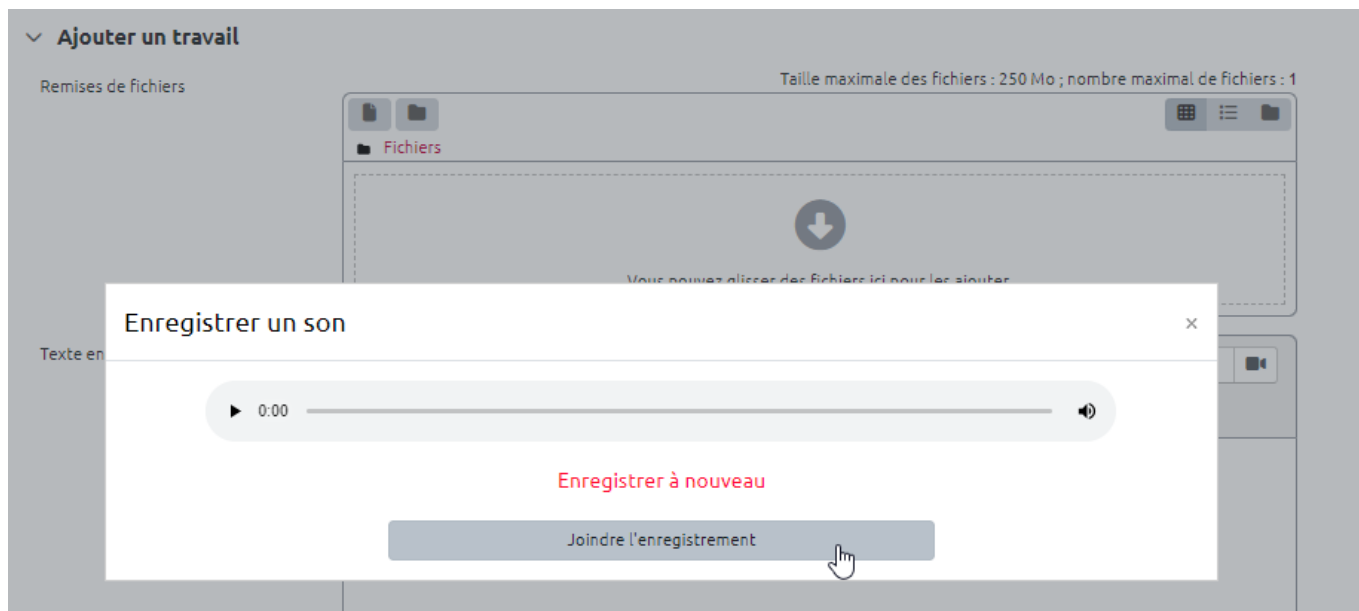 Ajouter un travail
Remises de fichiers
Taille maximale des fichiers : 250 Mo ; nombre maximal de fichiers : 1
Fichiers
Vous pouvez glisser des fichiers ici pour les ajouter.
Enregistrer un son
×
Texte en
0:00
Enregistrer à nouveau
Joindre l'enregistrement